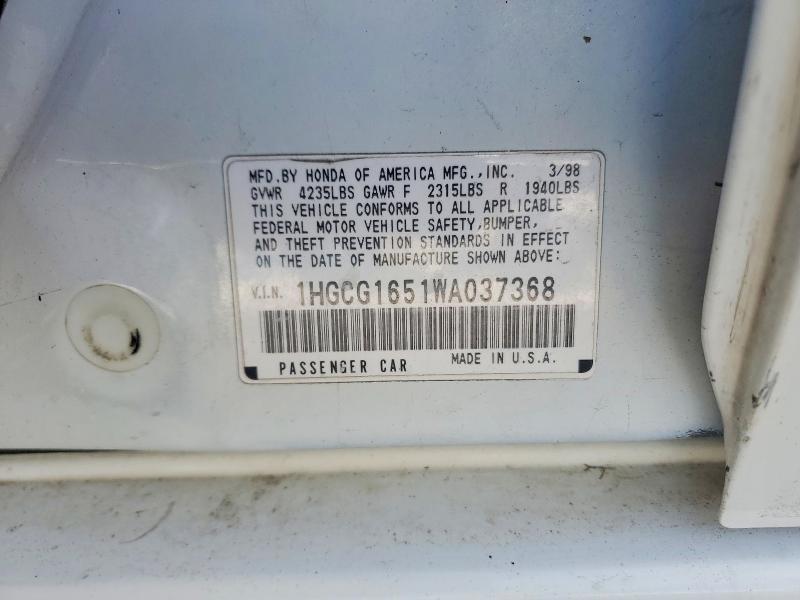 MFD.BY HONDA OF AMERICA MFG.,INC. 3/98
GVWR 4235LBS GAWR F 2315LBS R 1940LBS
THIS VEHICLE CONFORMS TO ALL APPLICABLE
FEDERAL MOTOR VEHICLE SAFETY,BUMPER,
AND THEFT PREVENTION STANDARDS IN EFFECT
ON THE DATE OF MANUFACTURE SHOWN ABOVE:
V.I.N. 1HGCG1651WA037368
PASSENGER CAR MADE IN U.S.A.